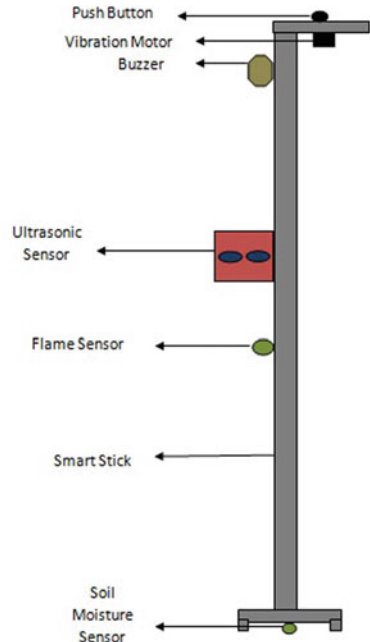 Push Button
Vibration Motor
Buzzer
Ultrasonic
Sensor
Flame Sensor
Smart Stick
Soil
Moisture
Sensor